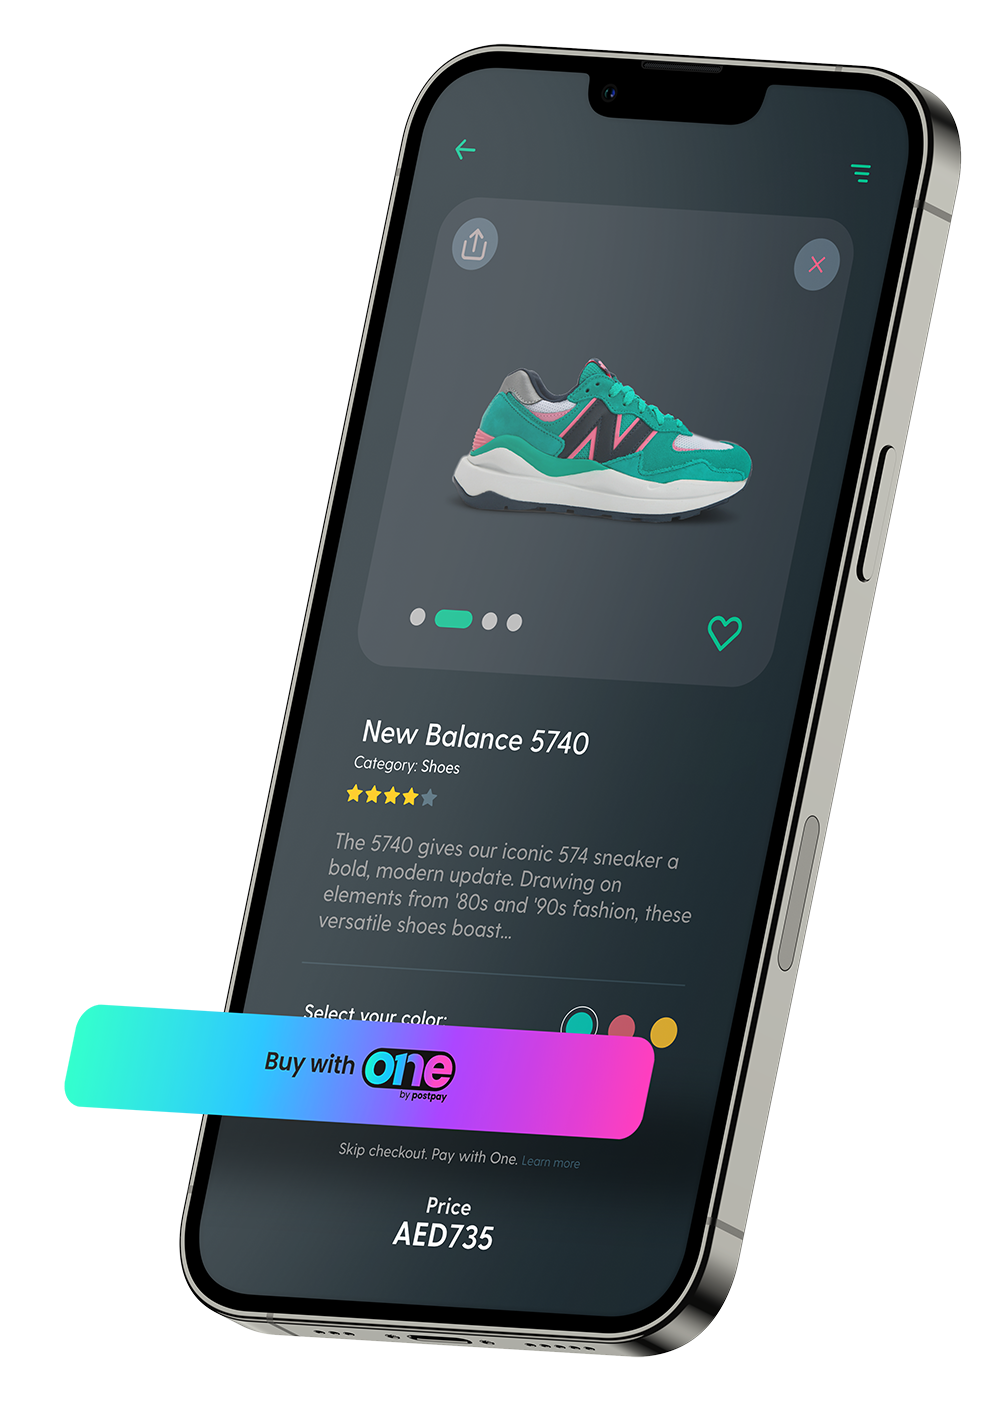 New Balance 5740
Category: Shoes
The 5740 gives our iconic 574 sneaker a
bold, modern update. Drawing on
elements from '80s and '90s fashion, these
versatile shoes boast...
Select your color:
Buy with one
by postpay
Skip checkout. Pay with One. Learn more
Price
AED735